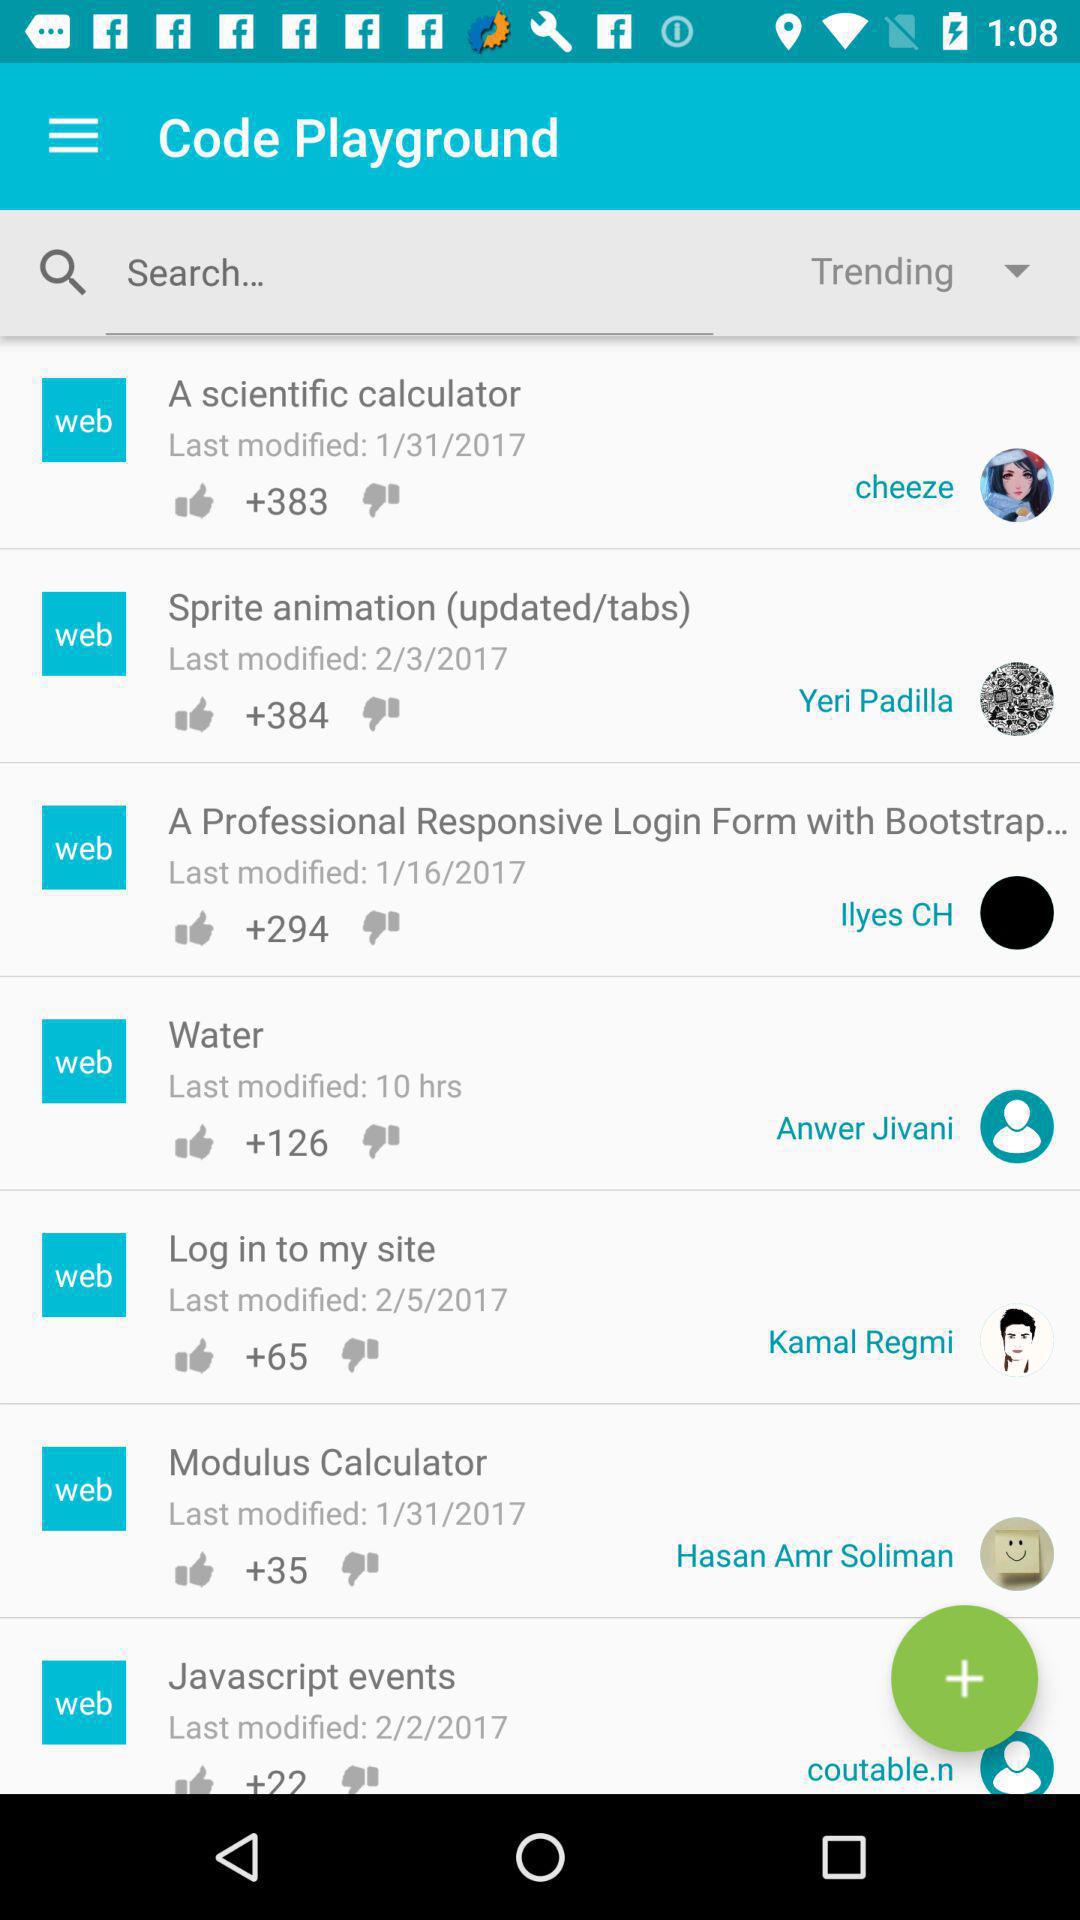 1:08
Code Playground
Search...
Trending
web
A scientific calculator
Last modified: 1/31/2017
+383
cheeze
web
Sprite animation (updated/tabs)
Last modified: 2/3/2017
+384
Yeri Padilla
web
A Professional Responsive Login Form with Bootstrap...
Last modified: 1/16/2017
+294
Ilyes CH
web
Water
Last modified: 10 hrs
+126
Anwer Jivani
web
Log in to my site
Last modified: 2/5/2017
+65
Kamal Regmi
web
Modulus Calculator
Last modified: 1/31/2017
+35
Hasan Amr Soliman
web
Javascript events
Last modified: 2/2/2017
+22
coutable.n